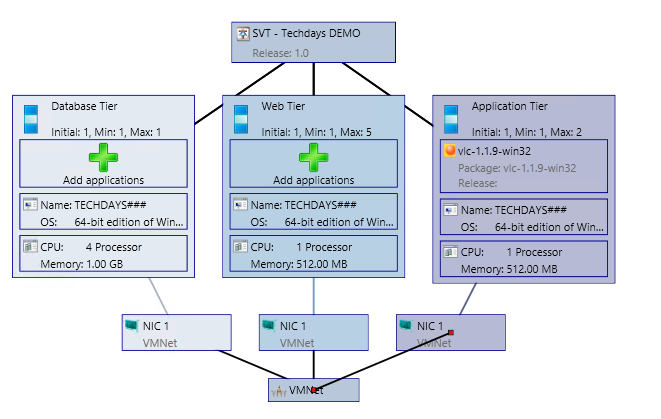 SVT - Techdays DEMO
Release: 1.0
Database Tier
Initial: 1, Min: 1, Max: 1
Add applications
Name: TECHDAYS###
OS: 64-bit edition of Win...
CPU: 4 Processor
Memory: 1.00 GB
Web Tier
Initial: 1, Min: 1, Max: 5
Add applications
Name: TECHDAYS###
OS: 64-bit edition of Win...
CPU: 1 Processor
Memory: 512.00 MB
Application Tier
Initial: 1, Min: 1, Max: 2
vlc-1.1.9-win32
Package: vlc-1.1.9-win32
Release:
Name: TECHDAYS###
OS: 64-bit edition of Win...
CPU: 1 Processor
Memory: 512.00 MB
NIC 1
VMNet
NIC 1
VMNet
NIC 1
VMNet
VMNet